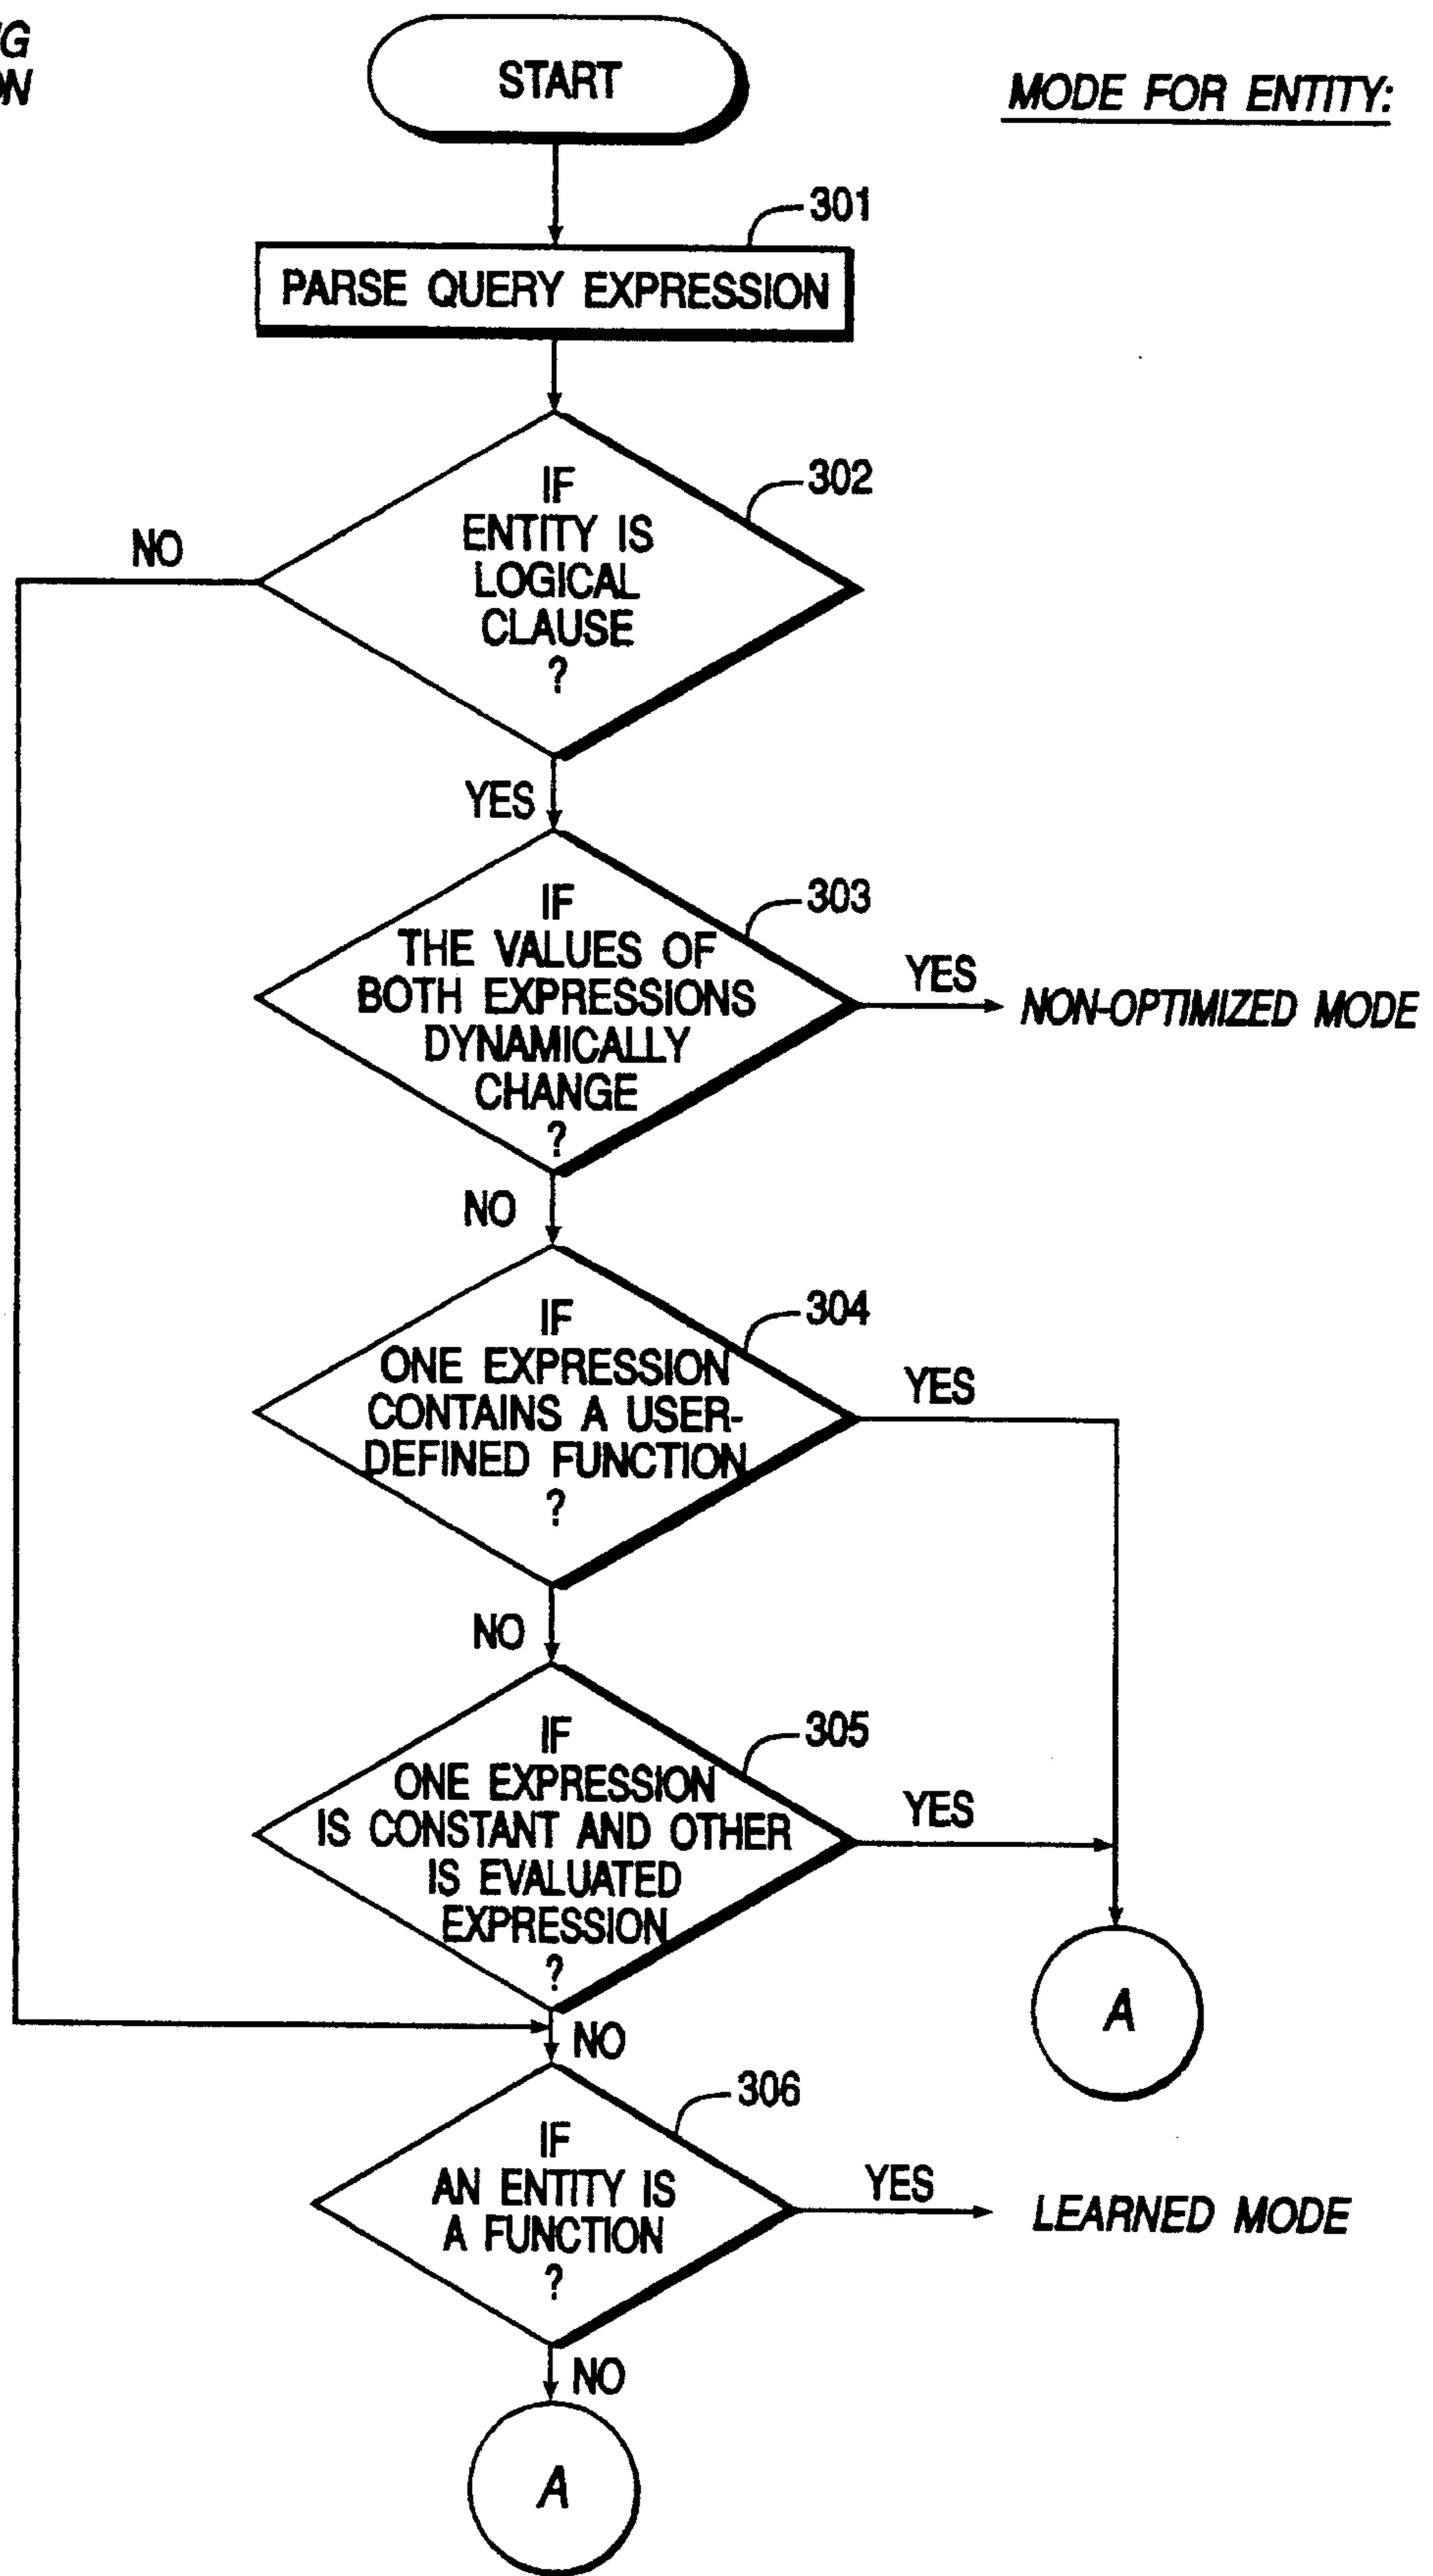 START
MODE FOR ENTITY:
301
PARSE QUERY EXPRESSION
302
IF
ENTITY IS
LOGICAL
CLAUSE
?
NO
YES
303
IF
THE VALUES OF
BOTH EXPRESSIONS
DYNAMICALLY
CHANGE
?
YES
NON-OPTIMIZED MODE
NO
304
IF
ONE EXPRESSION
CONTAINS A USER-
DEFINED FUNCTION
?
YES
NO
305
IF
ONE EXPRESSION
IS CONSTANT AND OTHER
IS EVALUATED
EXPRESSION
?
YES
A
NO
306
IF
AN ENTITY IS
A FUNCTION
?
YES
LEARNED MODE
NO
A